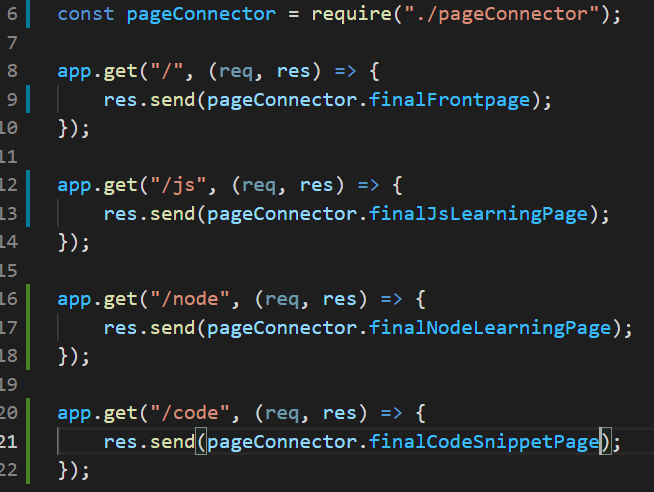 6 const pageConnector = require("./pageConnector");
7
8 app.get("/", (req, res) => {
9     res.send(pageConnector.finalFrontpage);
10 });
11
12 app.get("/js", (req, res) => {
13     res.send(pageConnector.finalJsLearningPage);
14 });
15
16 app.get("/node", (req, res) => {
17     res.send(pageConnector.finalNodeLearningPage);
18 });
19
20 app.get("/code", (req, res) => {
21     res.send(pageConnector.finalCodeSnippetPage);
22 });